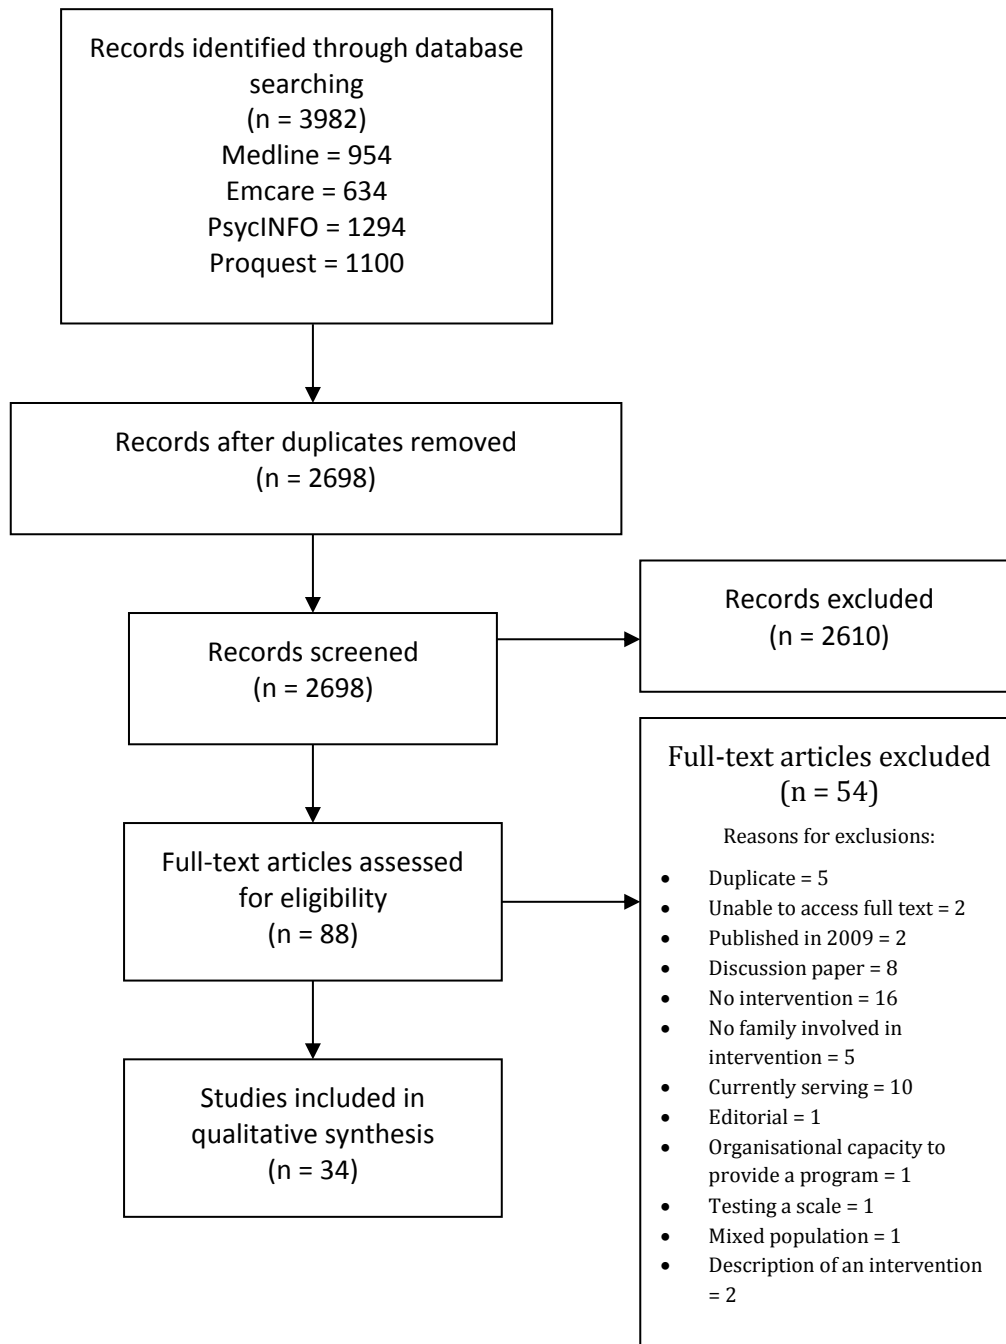 Records identified through database
searching
(n = 3982)
Medline = 954
Emcare = 634
PsycINFO = 1294
Proquest = 1100
Records after duplicates removed
(n = 2698)
Records screened
(n = 2698)
Records excluded
(n = 2610)
Full-text articles assessed
for eligibility
(n = 88)
Full-text articles excluded
(n = 54)
Reasons for exclusions:
• Duplicate = 5
• Unable to access full text = 2
• Published in 2009 = 2
• Discussion paper = 8
• No intervention = 16
• No family involved in
intervention = 5
• Currently serving = 10
• Editorial = 1
• Organisational capacity to
provide a program = 1
• Testing a scale = 1
• Mixed population = 1
• Description of an intervention
= 2
Studies included in
qualitative synthesis
(n = 34)